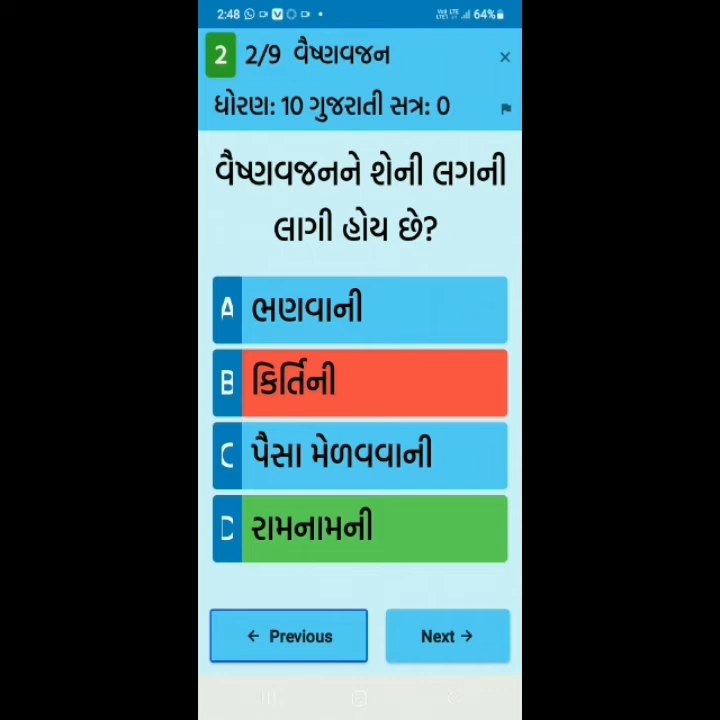 2:48 64%
2 2/9 વૈષ્ણવજન ×
ધોરણ: 10 ગુજરાતી સત્ર: 0
વૈષ્ણવજનને શેની લગની
લાગી હોય છે?
A ભણવાની
B કિર્તિની
C પૈસા મેળવવાની
D રામનામની
← Previous Next →